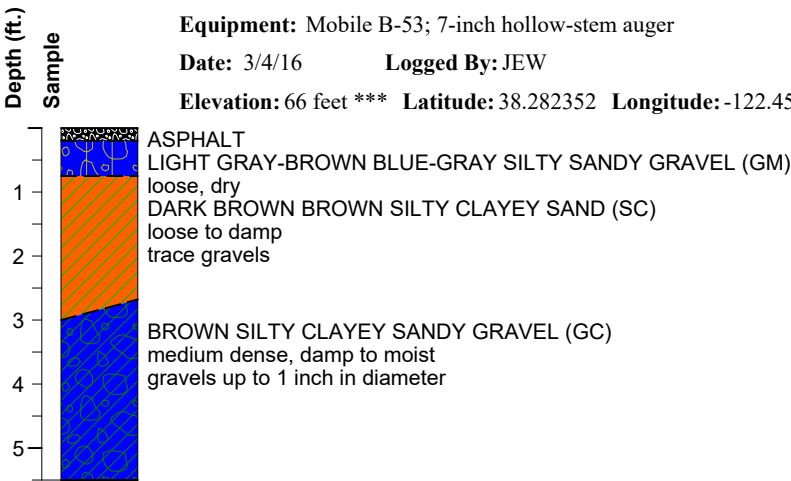 Depth (ft.)
Sample
Equipment: Mobile B-53; 7-inch hollow-stem auger
Date: 3/4/16 Logged By: JEW
Elevation: 66 feet *** Latitude: 38.282352 Longitude: -122.45
ASPHALT
LIGHT GRAY-BROWN BLUE-GRAY SILTY SANDY GRAVEL (GM)
loose, dry
1
DARK BROWN BROWN SILTY CLAYEY SAND (SC)
loose to damp
2
trace gravels
3
BROWN SILTY CLAYEY SANDY GRAVEL (GC)
medium dense, damp to moist
4
gravels up to 1 inch in diameter
5